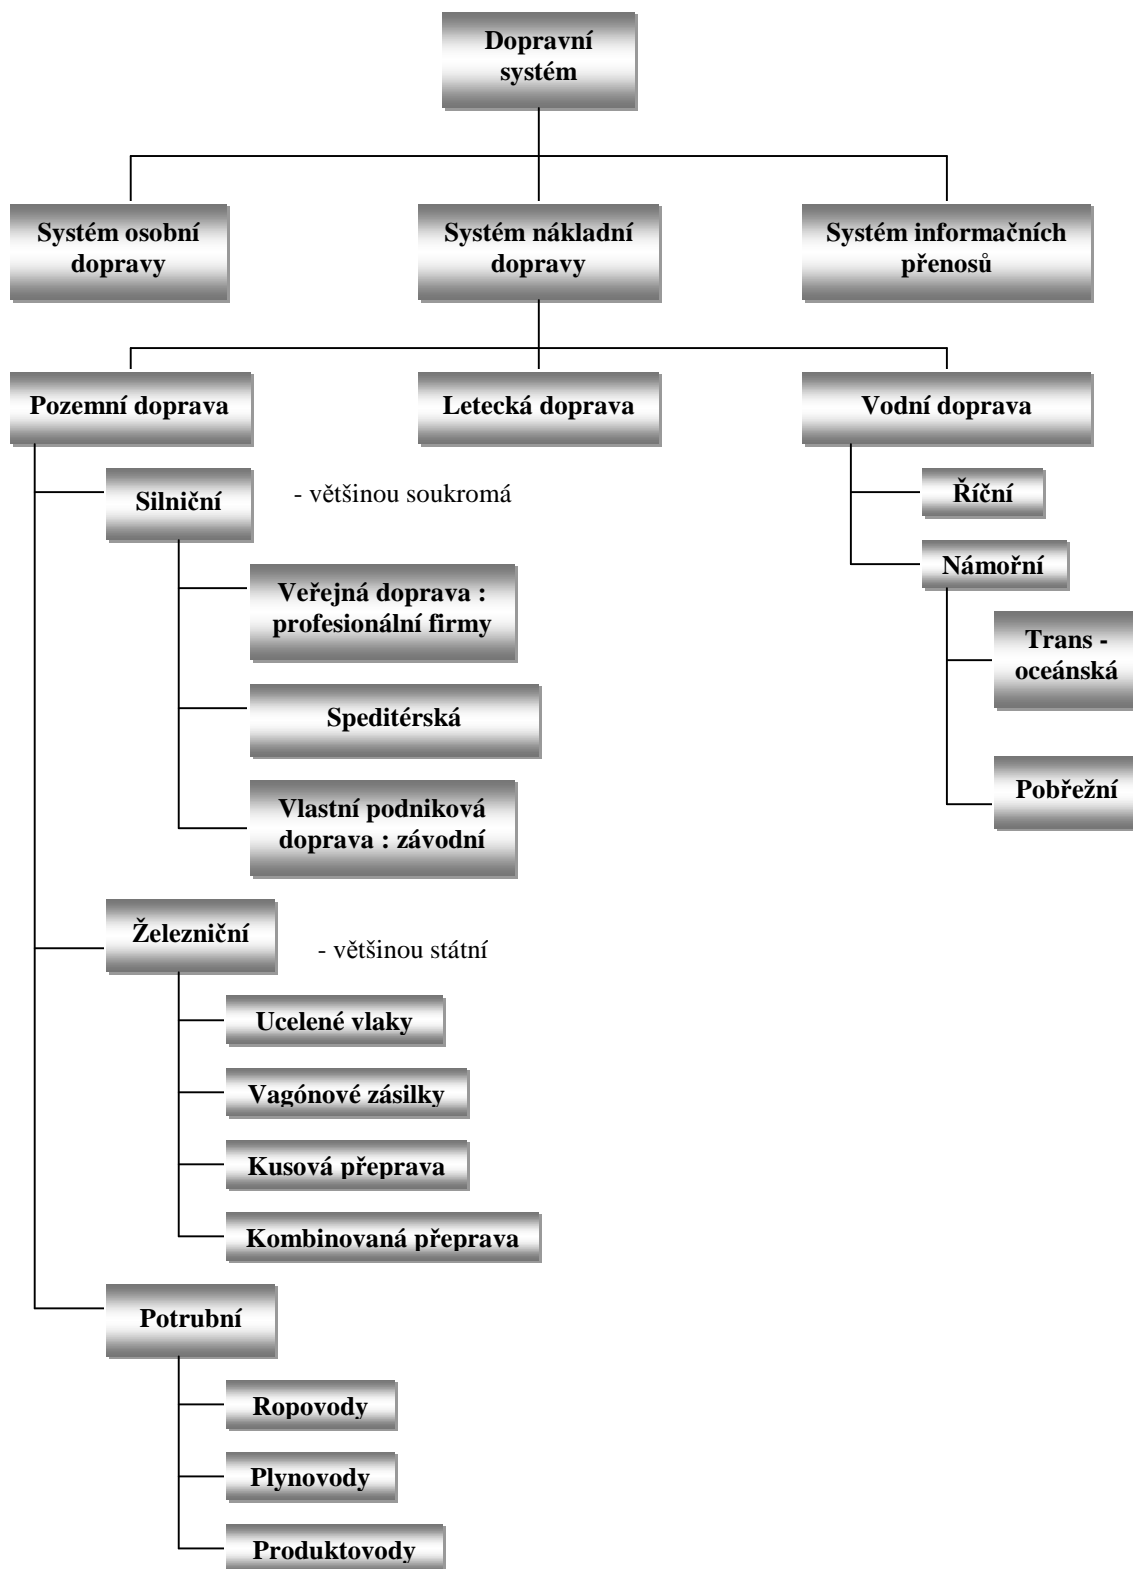 Dopravní
systém
Systém osobní
dopravy
Systém nákladní
dopravy
Systém informačních
přenosů
Pozemní doprava
Letecká doprava
Vodní doprava
Silniční
- většinou soukromá
Veřejná doprava :
profesionální firmy
Speditérská
Vlastní podniková
doprava : závodní
Železniční
- většinou státní
Ucelené vlaky
Vagónové zásilky
Kusová přeprava
Kombinovaná přeprava
Potrubní
Ropovody
Plynovody
Produktovody
Říční
Námořní
Trans -
oceánská
Pobřežní